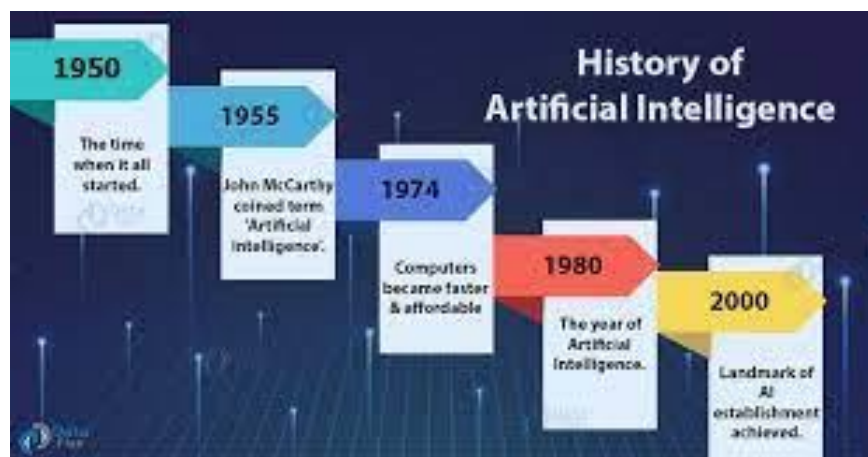 History of
Artificial Intelligence
1950
The time
when it all
started.
1955
John McCarthy
coined term
'Artificial
Intelligence'.
1974
Computers
became faster
& affordable
1980
The year of
Artificial
Intelligence.
2000
Landmark of
AI
establishment
achieved.